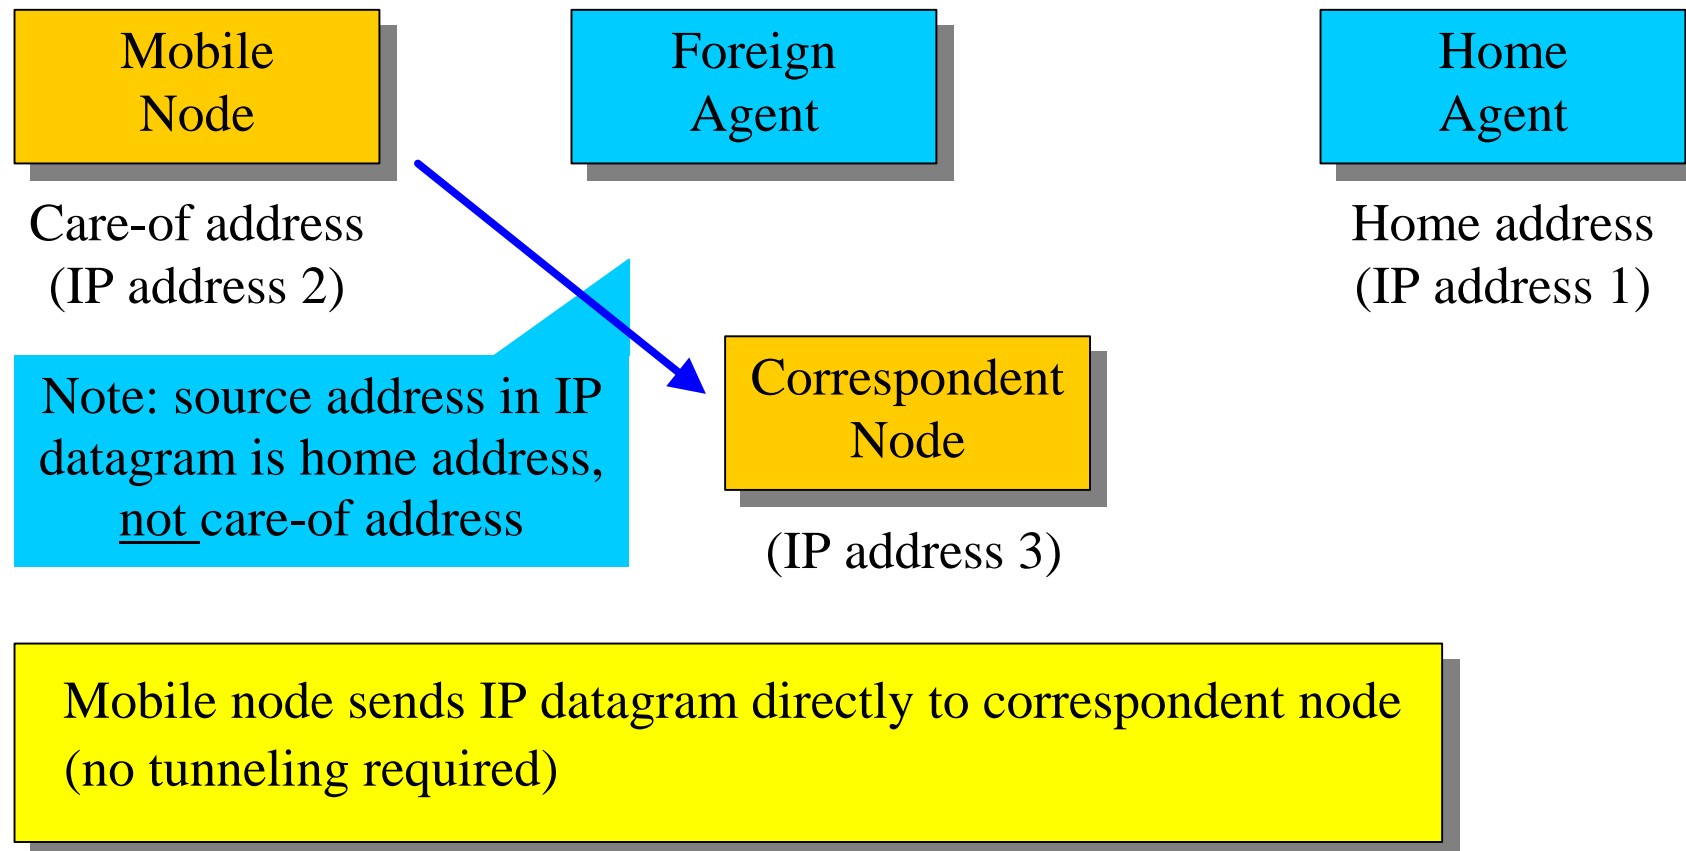 Mobile
Node
Foreign
Agent
Home
Agent
Care-of address
(IP address 2)
Home address
(IP address 1)
Note: source address in IP
datagram is home address,
not care-of address
Correspondent
Node
(IP address 3)
Mobile node sends IP datagram directly to correspondent node
(no tunneling required)